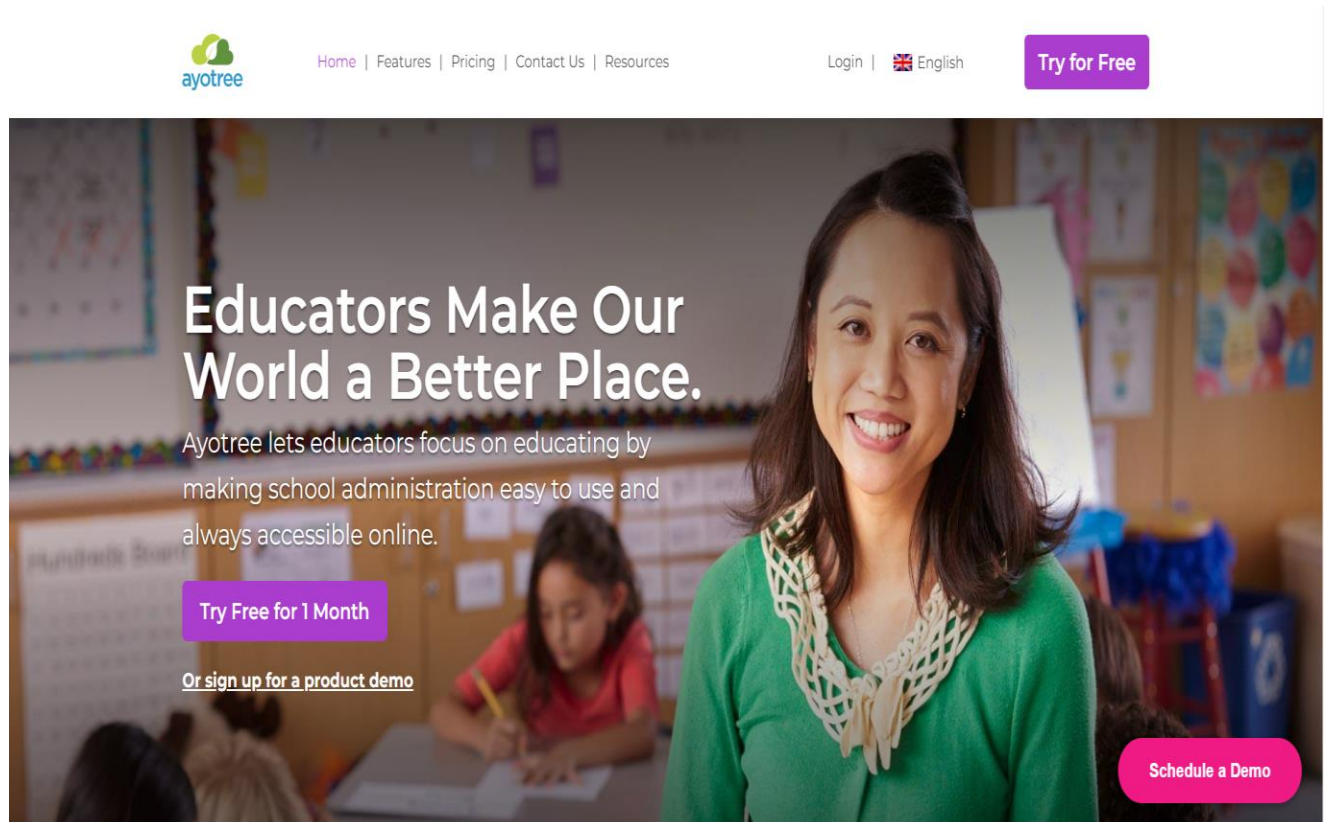 ayotree
Home | Features | Pricing | Contact Us | Resources
Login | English
Try for Free
Educators Make Our
World a Better Place.
Ayotree lets educators focus on educating by
making school administration easy to use and
always accessible online.
Hundreds Board
Try Free for 1 Month
Or sign up for a product demo
Schedule a Demo